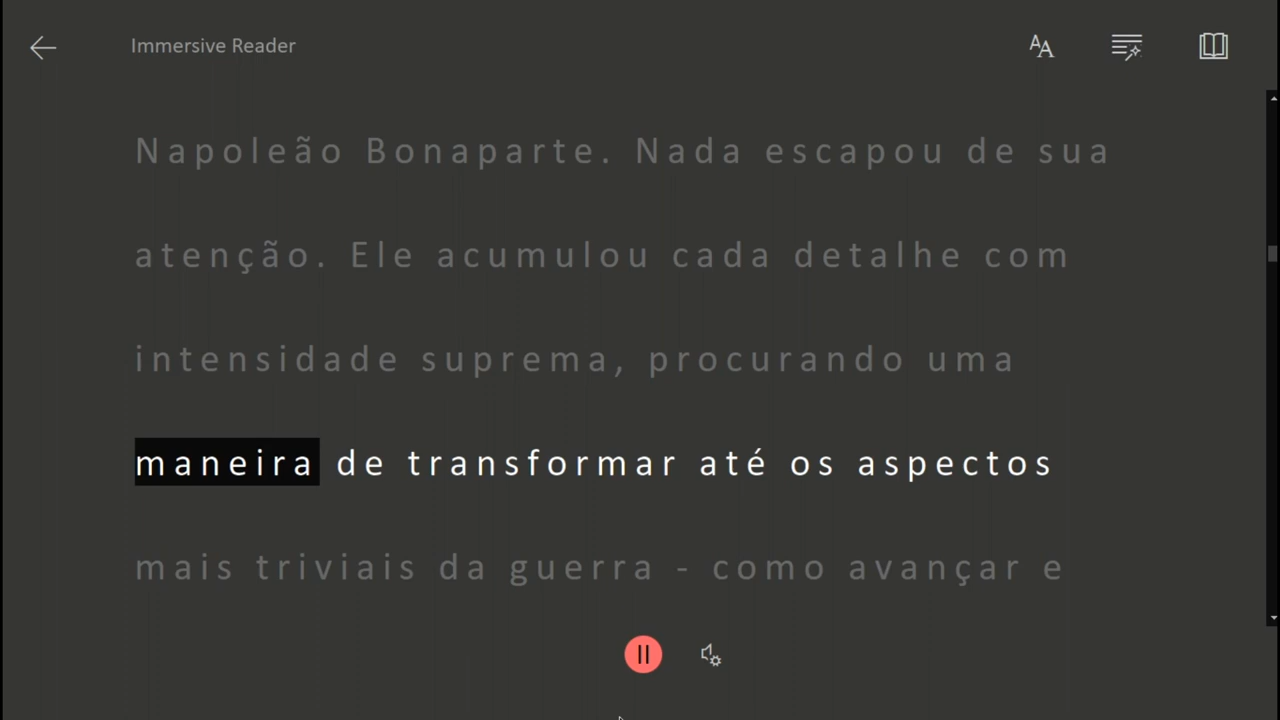 Immersive Reader
Napoleão Bonaparte. Nada escapou de sua
atenção. Ele acumulou cada detalhe com
intensidade suprema, procurando uma
maneira de transformar até os aspectos
mais triviais da guerra - como avançar e